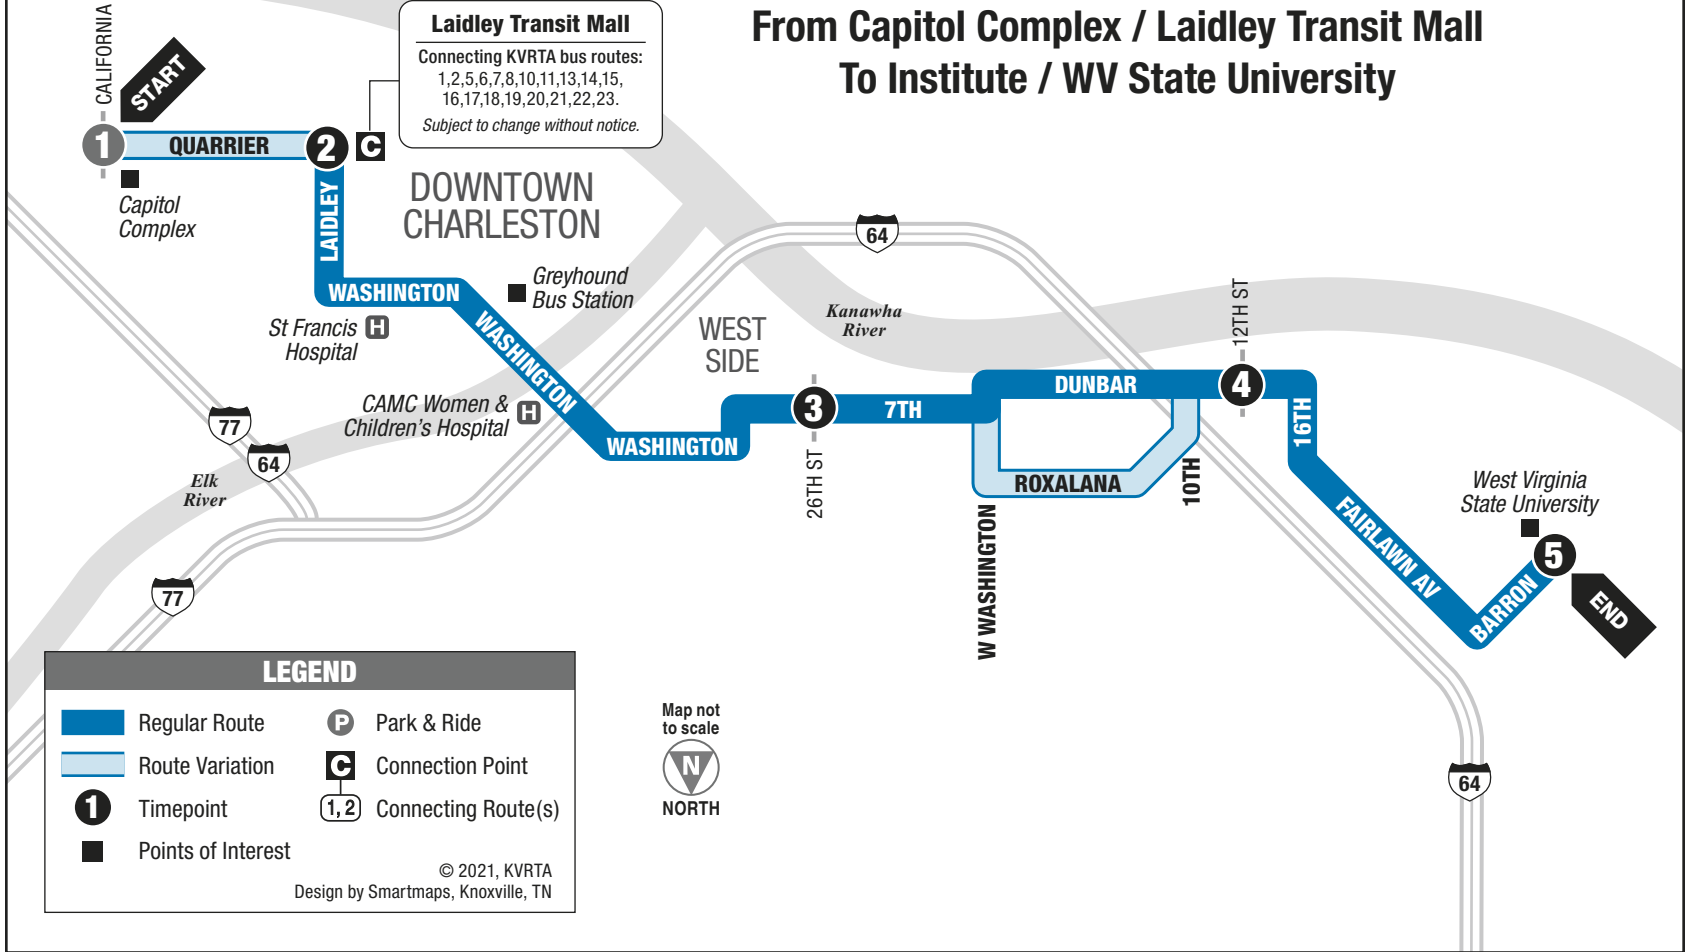 From Capitol Complex / Laidley Transit Mall
To Institute / WV State University
Laidley Transit Mall
Connecting KVRTA bus routes:
1,2,5,6,7,8,10,11,13,14,15,
16,17,18,19,20,21,22,23.
Subject to change without notice.
CALIFORNIA
START
1
QUARRIER
2
C
Capitol
Complex
LAIDLEY
DOWNTOWN
CHARLESTON
WASHINGTON
Greyhound
Bus Station
St Francis
Hospital
H
WASHINGTON
WEST
SIDE
Kanawha
River
64
12TH ST
CAMC Women &
Children's Hospital
H
WASHINGTON
3
7TH
26TH ST
DUNBAR
4
16TH
77
64
Elk
River
ROXALANA
10TH
W WASHINGTON
West Virginia
State University
FAIRLAWN AV
BARRON
5
END
77
64
LEGEND
Regular Route
Route Variation
1
Timepoint
Points of Interest
P
Park & Ride
C
Connection Point
1, 2
Connecting Route(s)
© 2021, KVRTA
Design by Smartmaps, Knoxville, TN
Map not
to scale
N
NORTH